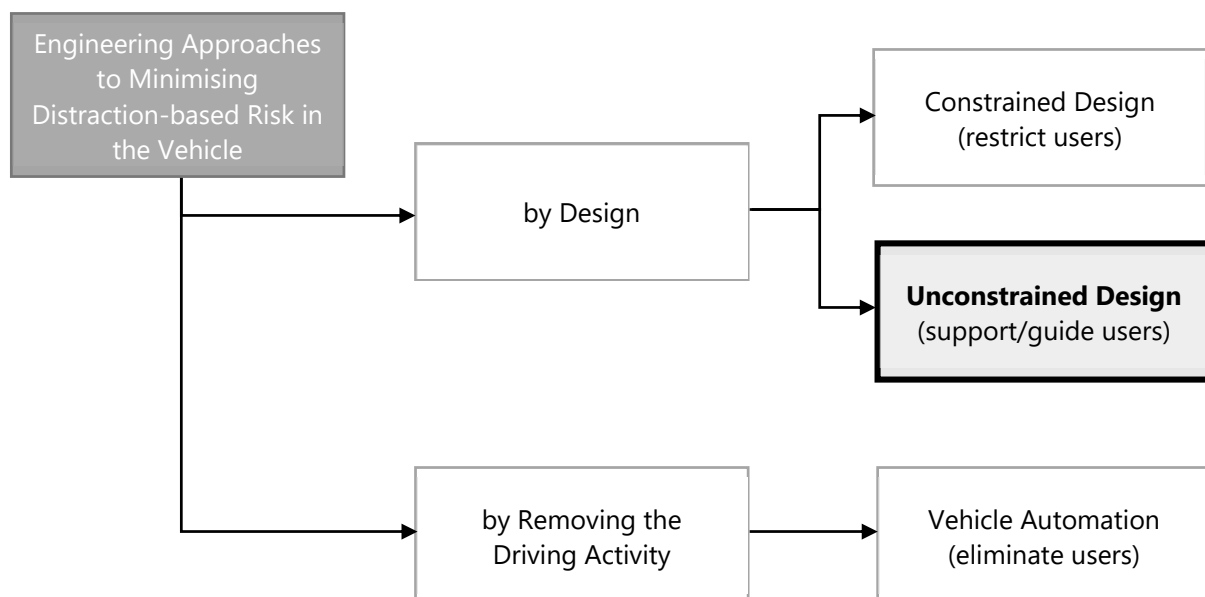 Engineering Approaches
to Minimising
Distraction-based Risk in
the Vehicle
by Design
Constrained Design
(restrict users)
Unconstrained Design
(support/guide users)
by Removing the
Driving Activity
Vehicle Automation
(eliminate users)